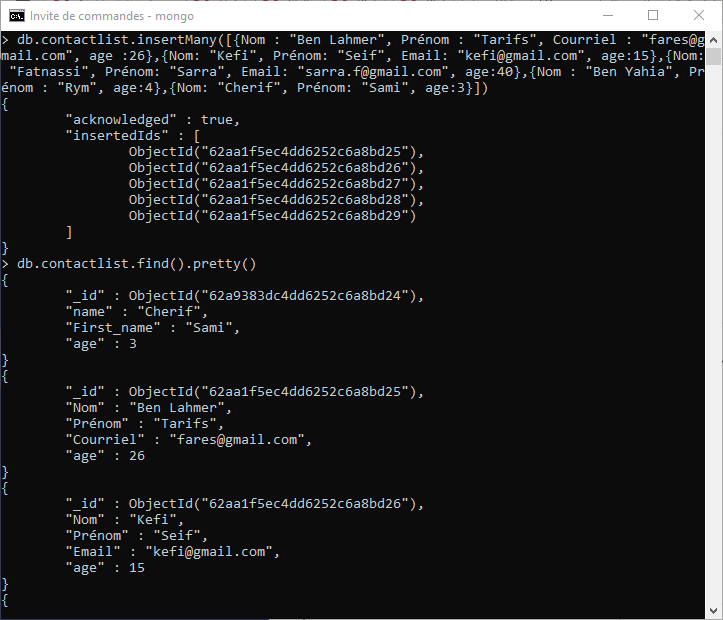 Invite de commandes - mongo
> db.contactlist.insertMany([{Nom : "Ben Lahmer", Prénom : "Tarifs", Courriel : "fares@g
mail.com", age :26},{Nom: "Kefi", Prénom: "Seif", Email: "kefi@gmail.com", age:15},{Nom:
 "Fatnassi", Prénom: "Sarra", Email: "sarra.f@gmail.com", age:40},{Nom : "Ben Yahia", Pr
énom : "Rym", age:4},{Nom: "Cherif", Prénom: "Sami", age:3}])
{
        "acknowledged" : true,
        "insertedIds" : [
                ObjectId("62aa1f5ec4dd6252c6a8bd25"),
                ObjectId("62aa1f5ec4dd6252c6a8bd26"),
                ObjectId("62aa1f5ec4dd6252c6a8bd27"),
                ObjectId("62aa1f5ec4dd6252c6a8bd28"),
                ObjectId("62aa1f5ec4dd6252c6a8bd29")
        ]
}
> db.contactlist.find().pretty()
{
        "_id" : ObjectId("62a9383dc4dd6252c6a8bd24"),
        "name" : "Cherif",
        "First_name" : "Sami",
        "age" : 3
}
{
        "_id" : ObjectId("62aa1f5ec4dd6252c6a8bd25"),
        "Nom" : "Ben Lahmer",
        "Prénom" : "Tarifs",
        "Courriel" : "fares@gmail.com",
        "age" : 26
}
{
        "_id" : ObjectId("62aa1f5ec4dd6252c6a8bd26"),
        "Nom" : "Kefi",
        "Prénom" : "Seif",
        "Email" : "kefi@gmail.com",
        "age" : 15
}
{